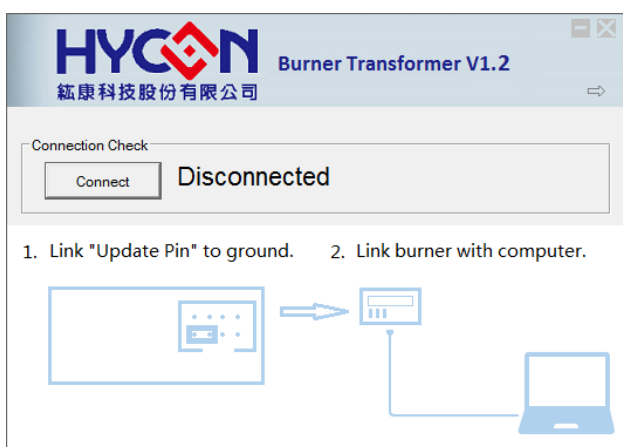 HYCON
Burner Transformer V1.2
紘康科技股份有限公司
Connection Check
Connect
Disconnected
1. Link "Update Pin" to ground.
2. Link burner with computer.